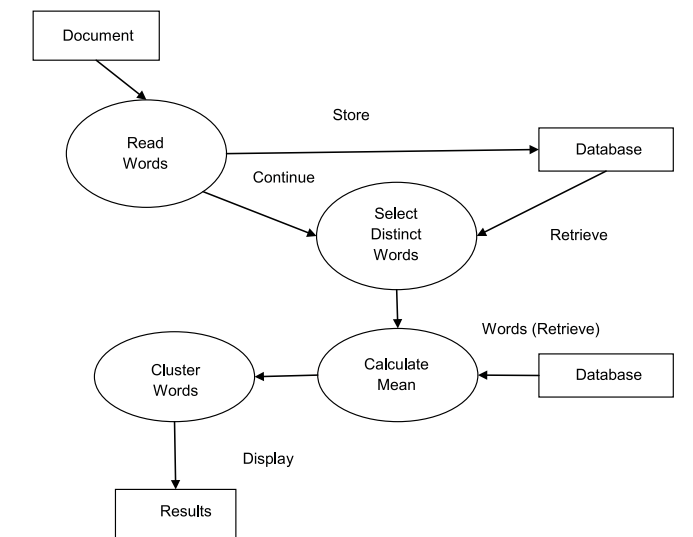 Document
Store
Read
Words
Database
Continue
Select
Distinct
Words
Retrieve
Words (Retrieve)
Cluster
Words
Calculate
Mean
Database
Display
Results